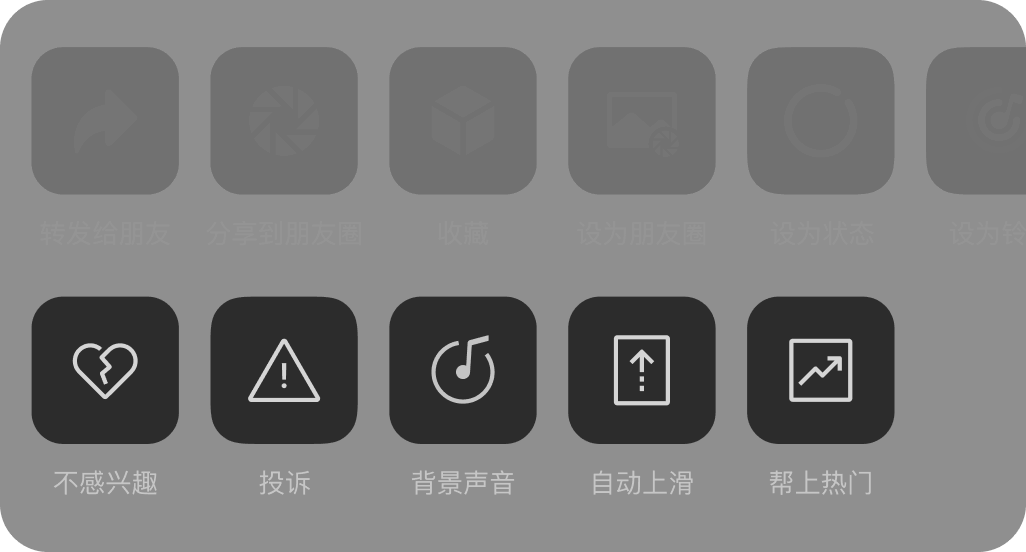 转发给朋友
分享到朋友圈
收藏
设为朋友圈
设为状态
设为铃
不感兴趣
投诉
背景声音
自动上滑
帮上热门